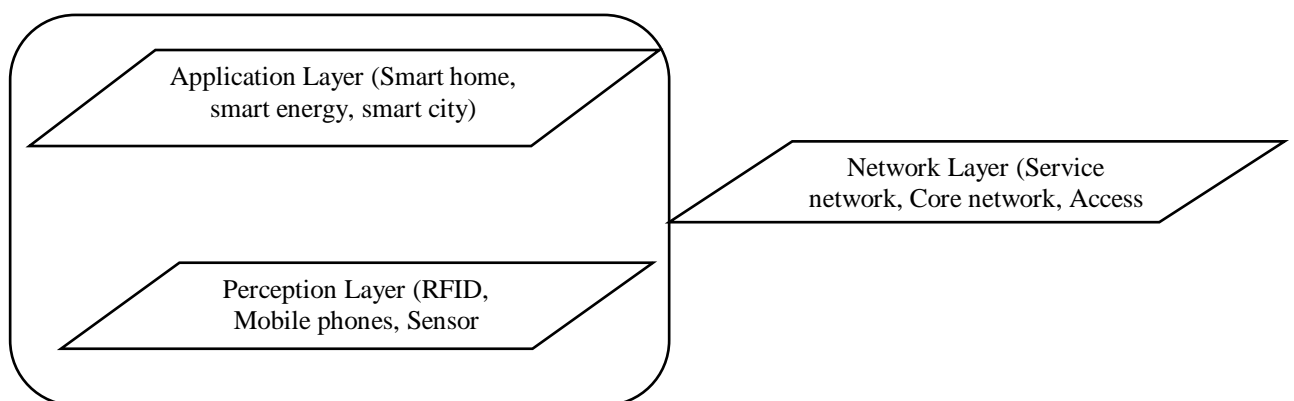 Application Layer (Smart home,
smart energy, smart city)
Network Layer (Service
network, Core network, Access
Perception Layer (RFID,
Mobile phones, Sensor